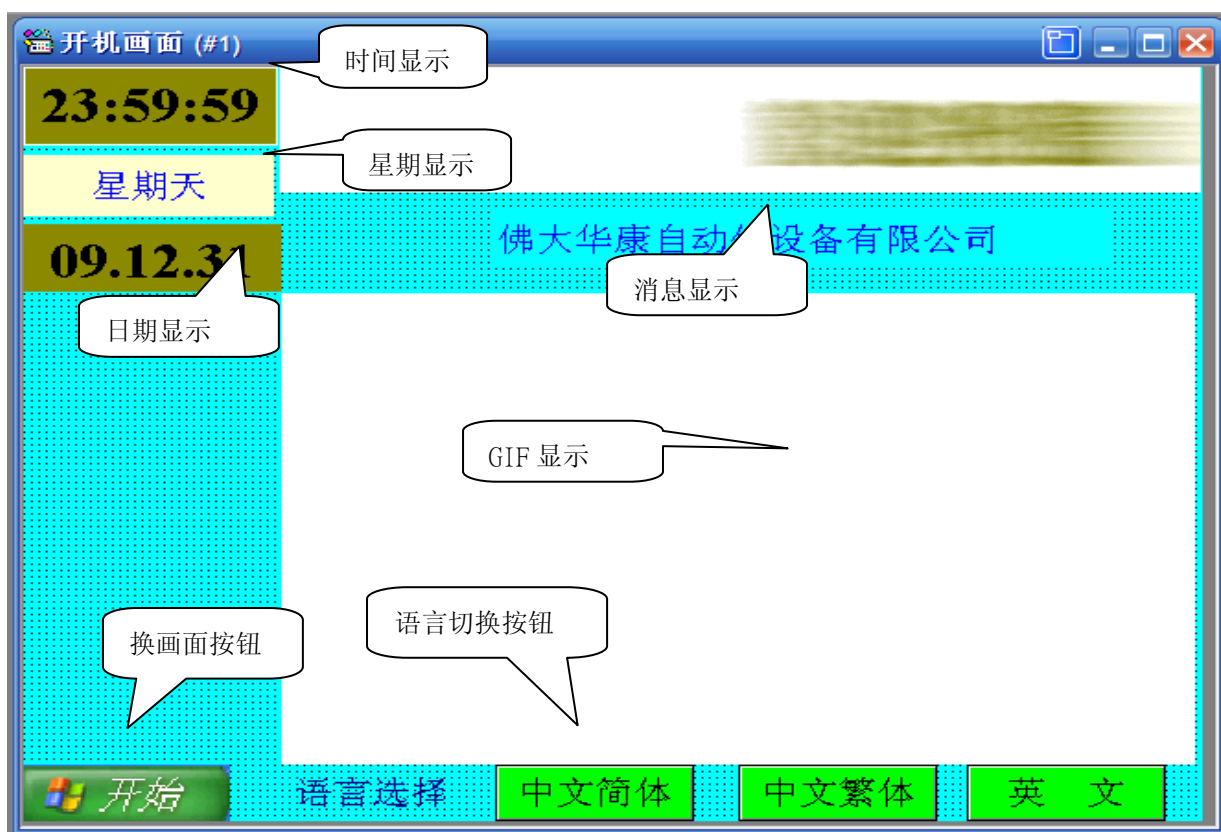 开机画面 (#1)
时间显示
23:59:59
星期显示
星期天
佛大华康自动 设备有限公司
09.12.31
消息显示
日期显示
GIF 显示
语言切换按钮
换画面按钮
开始
语言选择
中文简体
中文繁体
英 文